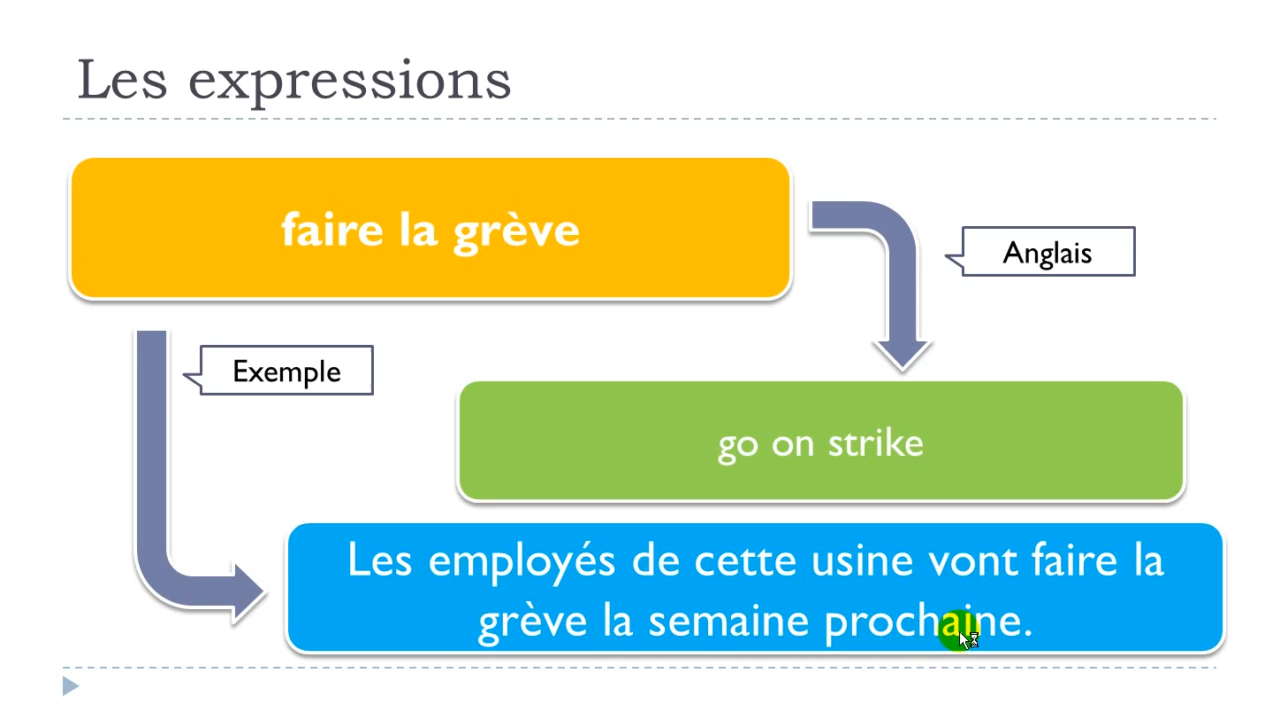 Les expressions
faire la grève
Anglais
Exemple
go on strike
Les employés de cette usine vont faire la
grève la semaine prochaine.